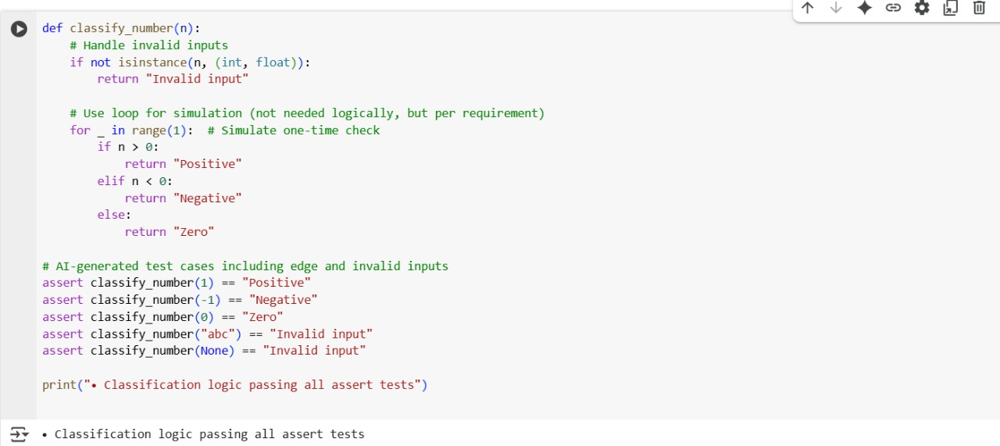 def classify_number(n):
    # Handle invalid inputs
    if not isinstance(n, (int, float)):
        return "Invalid input"

    # Use loop for simulation (not needed logically, but per requirement)
    for _ in range(1):  # Simulate one-time check
        if n > 0:
            return "Positive"
        elif n < 0:
            return "Negative"
        else:
            return "Zero"

# AI-generated test cases including edge and invalid inputs
assert classify_number(1) == "Positive"
assert classify_number(-1) == "Negative"
assert classify_number(0) == "Zero"
assert classify_number("abc") == "Invalid input"
assert classify_number(None) == "Invalid input"

print("• Classification logic passing all assert tests")

• Classification logic passing all assert tests